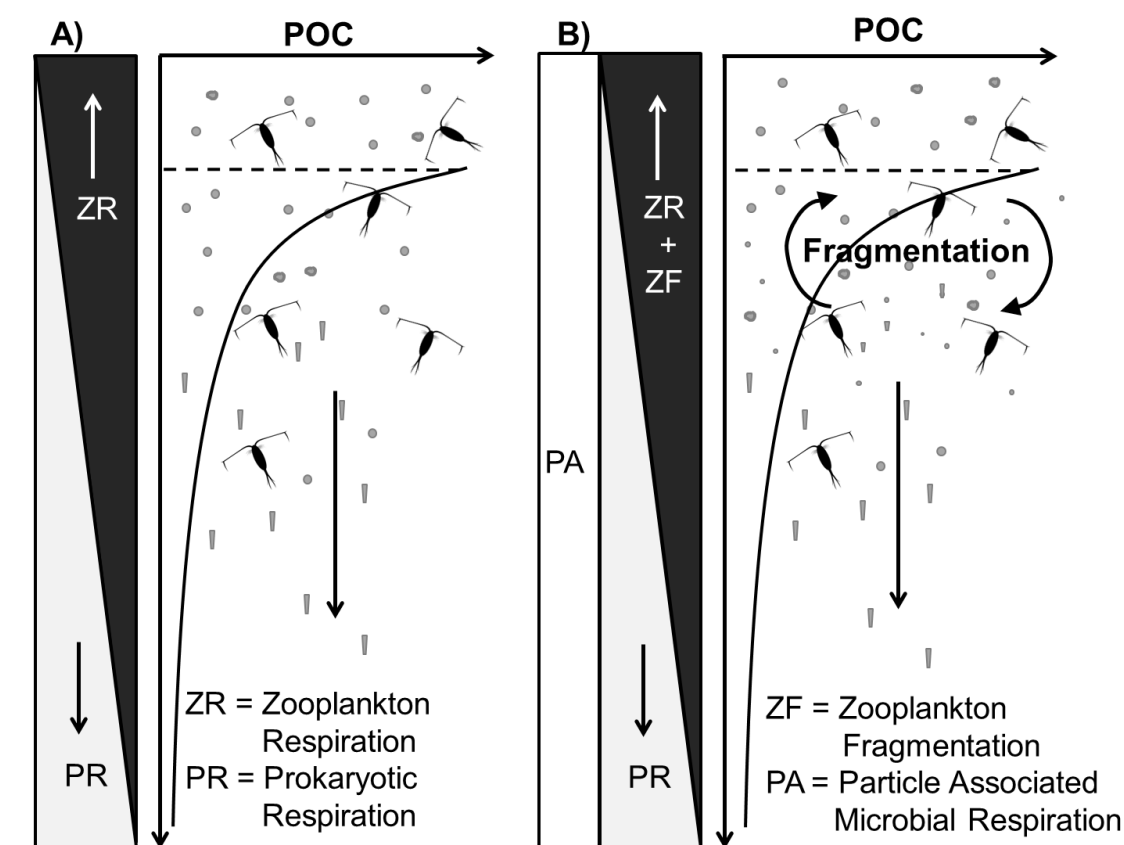 A)
POC
ZR
PR
ZR = Zooplankton
Respiration
PR = Prokaryotic
Respiration
B)
POC
ZR
+
ZF
Fragmentation
PA
PR
ZF = Zooplankton
Fragmentation
PA = Particle Associated
Microbial Respiration